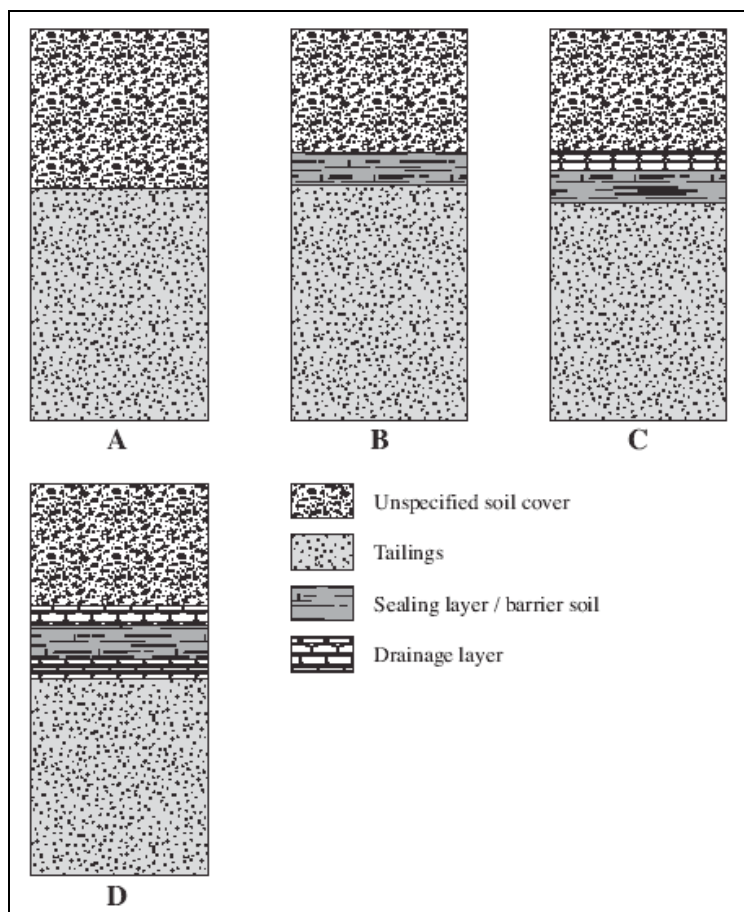 A
B
C
Unspecified soil cover
Tailings
Sealing layer / barrier soil
Drainage layer
D